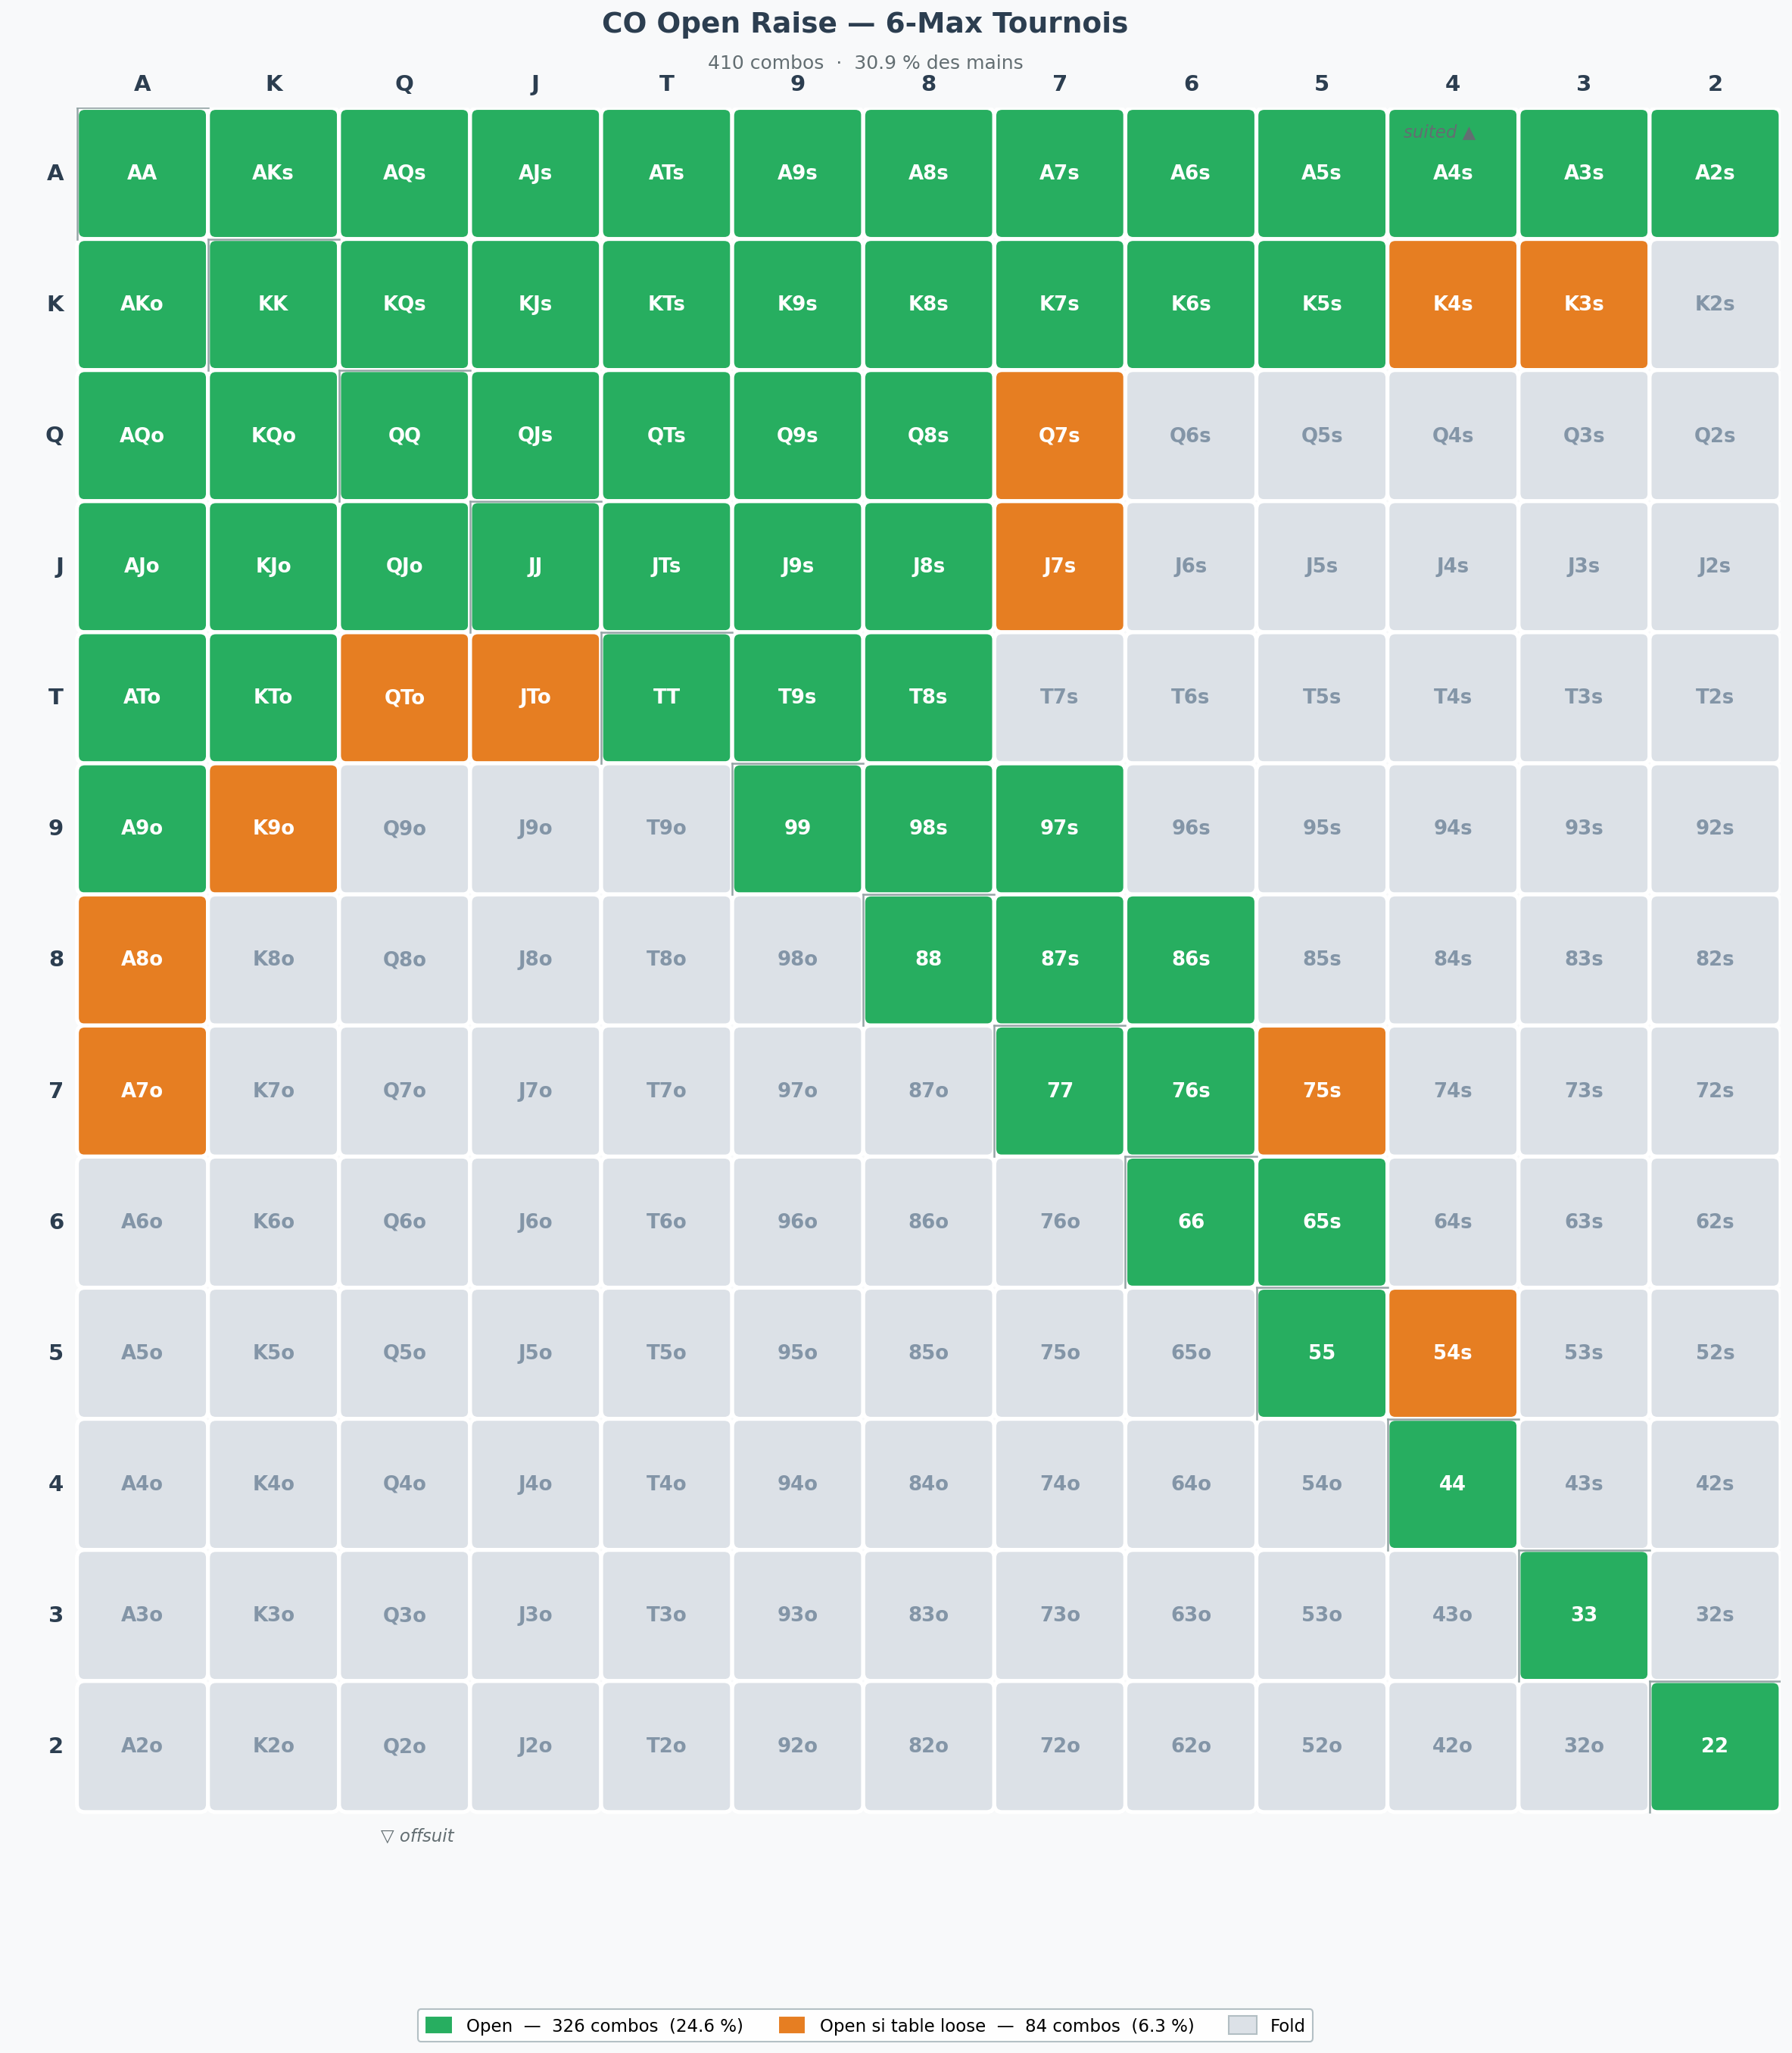 CO Open Raise — 6-Max Tournois
410 combos · 30.9 % des mains
A K Q J T 9 8 7 6 5 4 3 2
suited ▲
A AA AKs AQs AJs ATs A9s A8s A7s A6s A5s A4s A3s A2s
K AKo KK KQs KJs KTs K9s K8s K7s K6s K5s K4s K3s K2s
Q AQo KQo QQ QJs QTs Q9s Q8s Q7s Q6s Q5s Q4s Q3s Q2s
J AJo KJo QJo JJ JTs J9s J8s J7s J6s J5s J4s J3s J2s
T ATo KTo QTo JTo TT T9s T8s T7s T6s T5s T4s T3s T2s
9 A9o K9o Q9o J9o T9o 99 98s 97s 96s 95s 94s 93s 92s
8 A8o K8o Q8o J8o T8o 98o 88 87s 86s 85s 84s 83s 82s
7 A7o K7o Q7o J7o T7o 97o 87o 77 76s 75s 74s 73s 72s
6 A6o K6o Q6o J6o T6o 96o 86o 76o 66 65s 64s 63s 62s
5 A5o K5o Q5o J5o T5o 95o 85o 75o 65o 55 54s 53s 52s
4 A4o K4o Q4o J4o T4o 94o 84o 74o 64o 54o 44 43s 42s
3 A3o K3o Q3o J3o T3o 93o 83o 73o 63o 53o 43o 33 32s
2 A2o K2o Q2o J2o T2o 92o 82o 72o 62o 52o 42o 32o 22
▽ offsuit
Open — 326 combos (24.6 %) Open si table loose — 84 combos (6.3 %) Fold